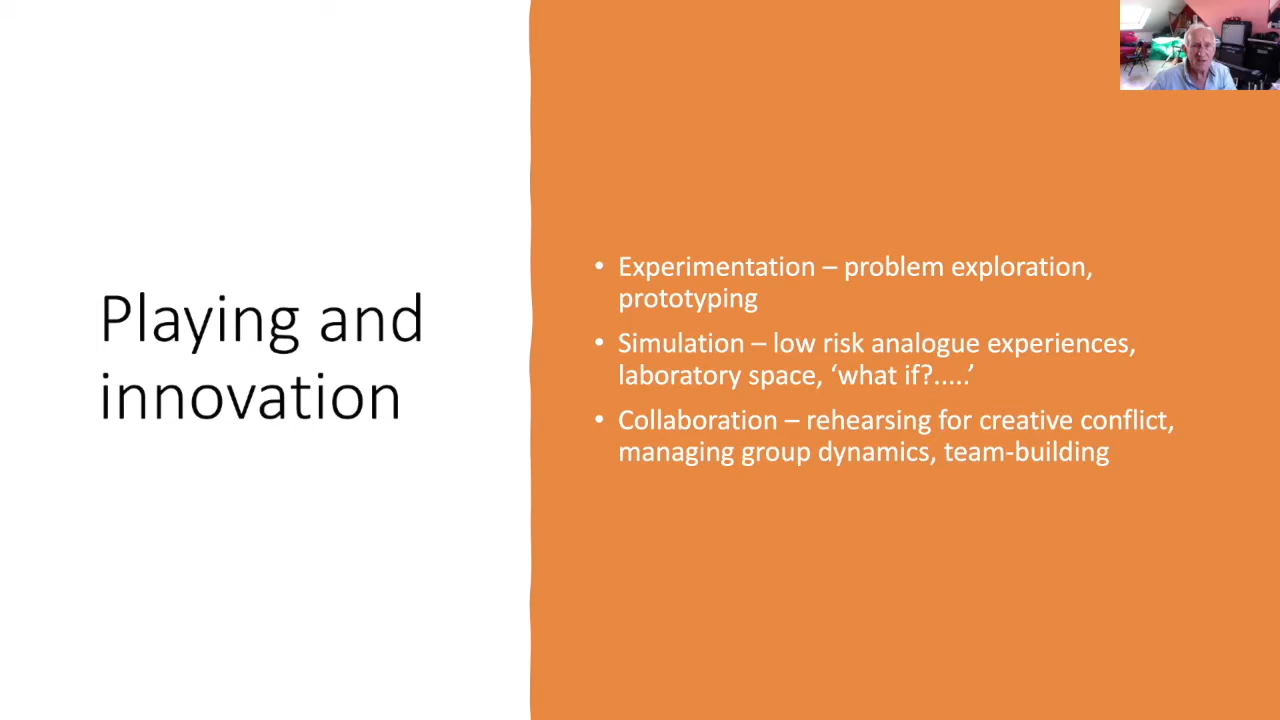 Playing and
innovation
• Experimentation – problem exploration,
prototyping
• Simulation – low risk analogue experiences,
laboratory space, ‘what if?.....’
• Collaboration – rehearsing for creative conflict,
managing group dynamics, team-building